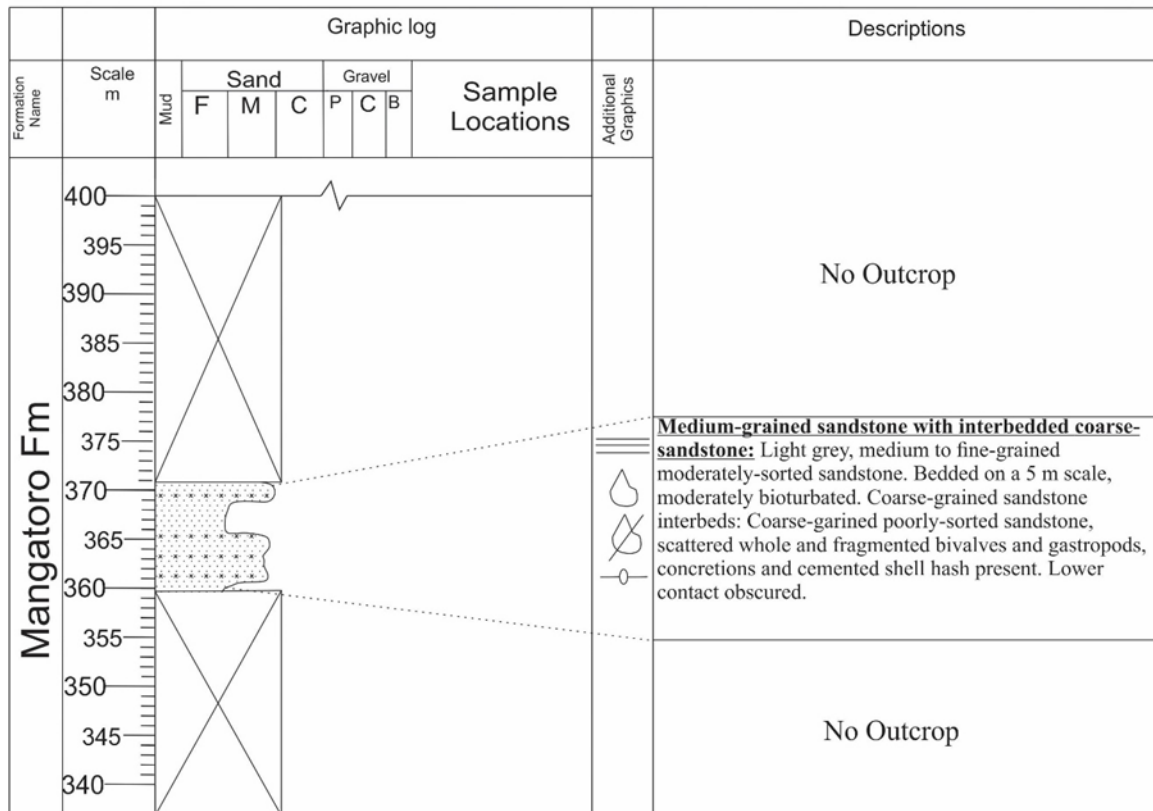 Graphic log
Descriptions
Formation Name
Scale m
Mud
Sand
F M C
Gravel
P C B
Sample Locations
Additional Graphics
Mangatoro Fm
400
395
390
385
380
375
370
365
360
355
350
345
340
No Outcrop
Medium-grained sandstone with interbedded coarse-
sandstone: Light grey, medium to fine-grained
moderately-sorted sandstone. Bedded on a 5 m scale,
moderately bioturbated. Coarse-grained sandstone
interbeds: Coarse-garined poorly-sorted sandstone,
scattered whole and fragmented bivalves and gastropods,
concretions and cemented shell hash present. Lower
contact obscured.
No Outcrop